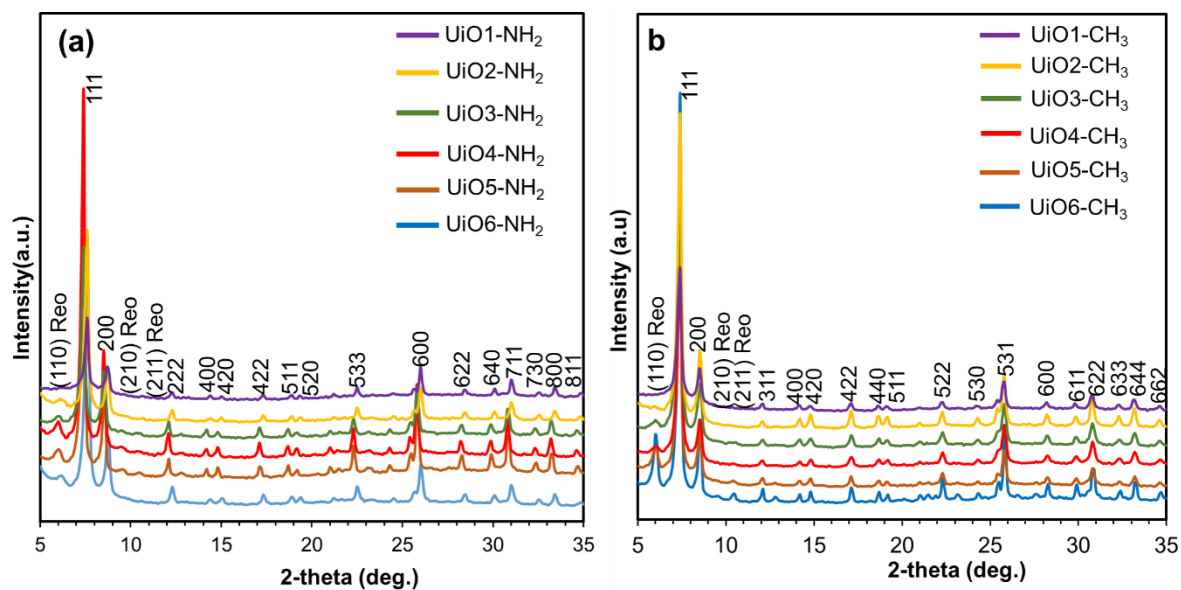 (a)
UiO1-NH₂
UiO2-NH₂
UiO3-NH₂
UiO4-NH₂
UiO5-NH₂
UiO6-NH₂
Intensity(a.u.)
(110) Reo
111
200
(210) Reo
(211) Reo
222
400
420
422
511
520
533
600
622
640
711
730
800
811
5
10
15
20
25
30
35
2-theta (deg.)
b
UiO1-CH₃
UiO2-CH₃
UiO3-CH₃
UiO4-CH₃
UiO5-CH₃
UiO6-CH₃
Intensity (a.u)
(110) Reo
111
200
(210) Reo
(211) Reo
311
400
420
422
440
511
522
530
531
600
611
622
633
644
662
5
10
15
20
25
30
35
2-theta (deg.)